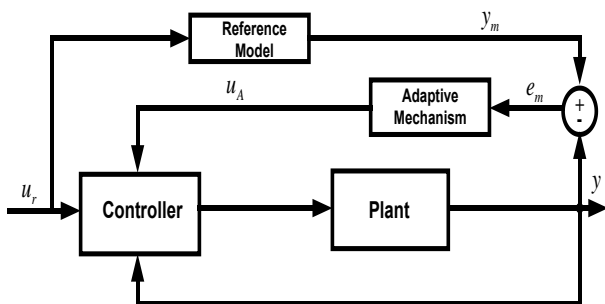 Reference
Model
y_m
u_A
Adaptive
Mechanism
e_m
+
-
u_r
Controller
Plant
y